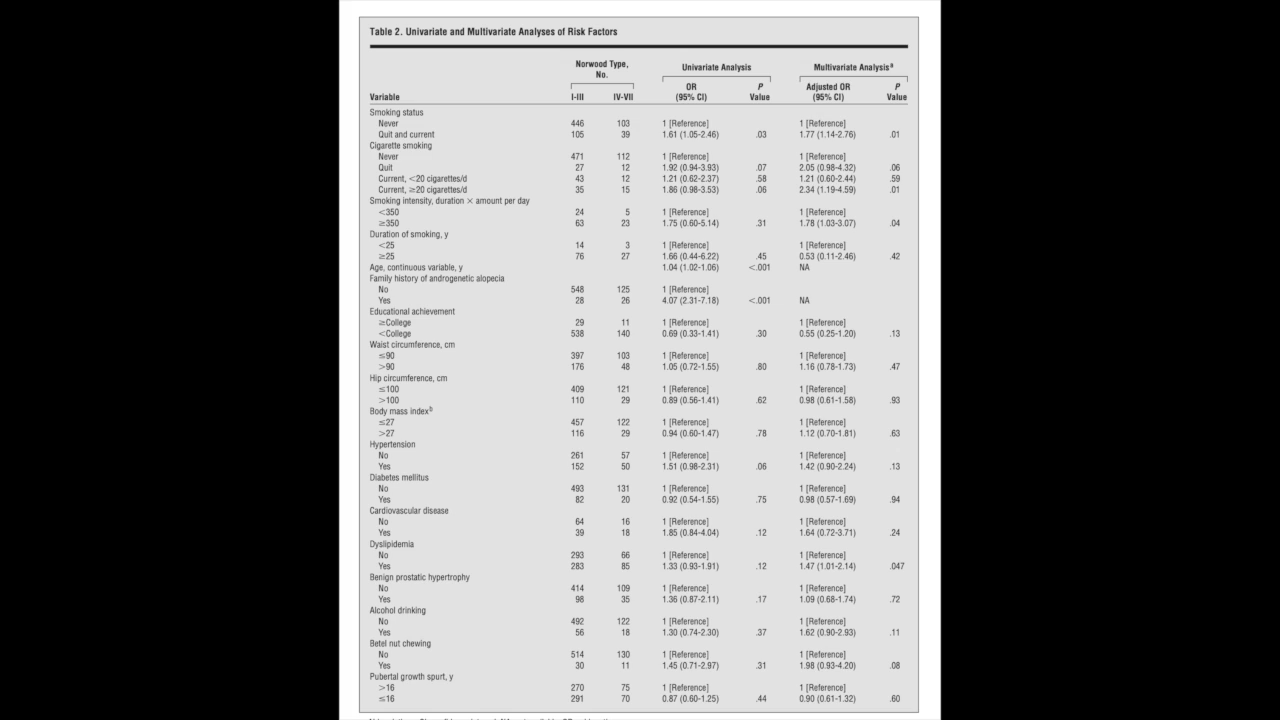 Table 2. Univariate and Multivariate Analyses of Risk Factors
Norwood Type, No. Univariate Analysis Multivariate Analysisª
Variable I-III IV-VII OR (95% CI) P Value Adjusted OR (95% CI) P Value
Smoking status
Never 446 103 1 [Reference] 1 [Reference]
Quit and current 105 39 1.61 (1.05-2.46) .03 1.77 (1.14-2.76) .01
Cigarette smoking
Never 471 112 1 [Reference] 1 [Reference]
Quit 27 12 1.92 (0.94-3.93) .07 2.05 (0.98-4.32) .06
Current, <20 cigarettes/d 43 12 1.21 (0.62-2.37) .58 1.21 (0.60-2.44) .59
Current, ≥20 cigarettes/d 35 15 1.86 (0.98-3.53) .06 2.34 (1.19-4.59) .01
Smoking intensity, duration × amount per day
<350 24 5 1 [Reference] 1 [Reference]
≥350 63 23 1.75 (0.60-5.14) .31 1.78 (1.03-3.07) .04
Duration of smoking, y
<25 14 3 1 [Reference] 1 [Reference]
≥25 76 27 1.66 (0.44-6.22) .45 0.53 (0.11-2.46) .42
Age, continuous variable, y 1.04 (1.02-1.06) <.001 NA
Family history of androgenetic alopecia
No 548 125 1 [Reference]
Yes 28 26 4.07 (2.31-7.18) <.001 NA
Educational achievement
≥College 29 11 1 [Reference] 1 [Reference]
<College 538 140 0.69 (0.33-1.41) .30 0.55 (0.25-1.20) .13
Waist circumference, cm
≤90 397 103 1 [Reference] 1 [Reference]
>90 176 48 1.05 (0.72-1.55) .80 1.16 (0.78-1.73) .47
Hip circumference, cm
≤100 409 121 1 [Reference] 1 [Reference]
>100 110 29 0.89 (0.56-1.41) .62 0.98 (0.61-1.58) .93
Body mass indexᵇ
≤27 457 122 1 [Reference] 1 [Reference]
>27 116 29 0.94 (0.60-1.47) .78 1.12 (0.70-1.81) .63
Hypertension
No 261 57 1 [Reference] 1 [Reference]
Yes 152 50 1.51 (0.98-2.31) .06 1.42 (0.90-2.24) .13
Diabetes mellitus
No 493 131 1 [Reference] 1 [Reference]
Yes 82 20 0.92 (0.54-1.55) .75 0.98 (0.57-1.69) .94
Cardiovascular disease
No 64 16 1 [Reference] 1 [Reference]
Yes 39 18 1.85 (0.84-4.04) .12 1.64 (0.72-3.71) .24
Dyslipidemia
No 293 66 1 [Reference] 1 [Reference]
Yes 283 85 1.33 (0.93-1.91) .12 1.47 (1.01-2.14) .047
Benign prostatic hypertrophy
No 414 109 1 [Reference] 1 [Reference]
Yes 98 35 1.36 (0.87-2.11) .17 1.09 (0.68-1.74) .72
Alcohol drinking
No 492 122 1 [Reference] 1 [Reference]
Yes 56 18 1.30 (0.74-2.30) .37 1.62 (0.90-2.93) .11
Betel nut chewing
No 514 130 1 [Reference] 1 [Reference]
Yes 30 11 1.45 (0.71-2.97) .31 1.98 (0.93-4.20) .08
Pubertal growth spurt, y
>16 270 75 1 [Reference] 1 [Reference]
≤16 291 70 0.87 (0.60-1.25) .44 0.90 (0.61-1.32) .60